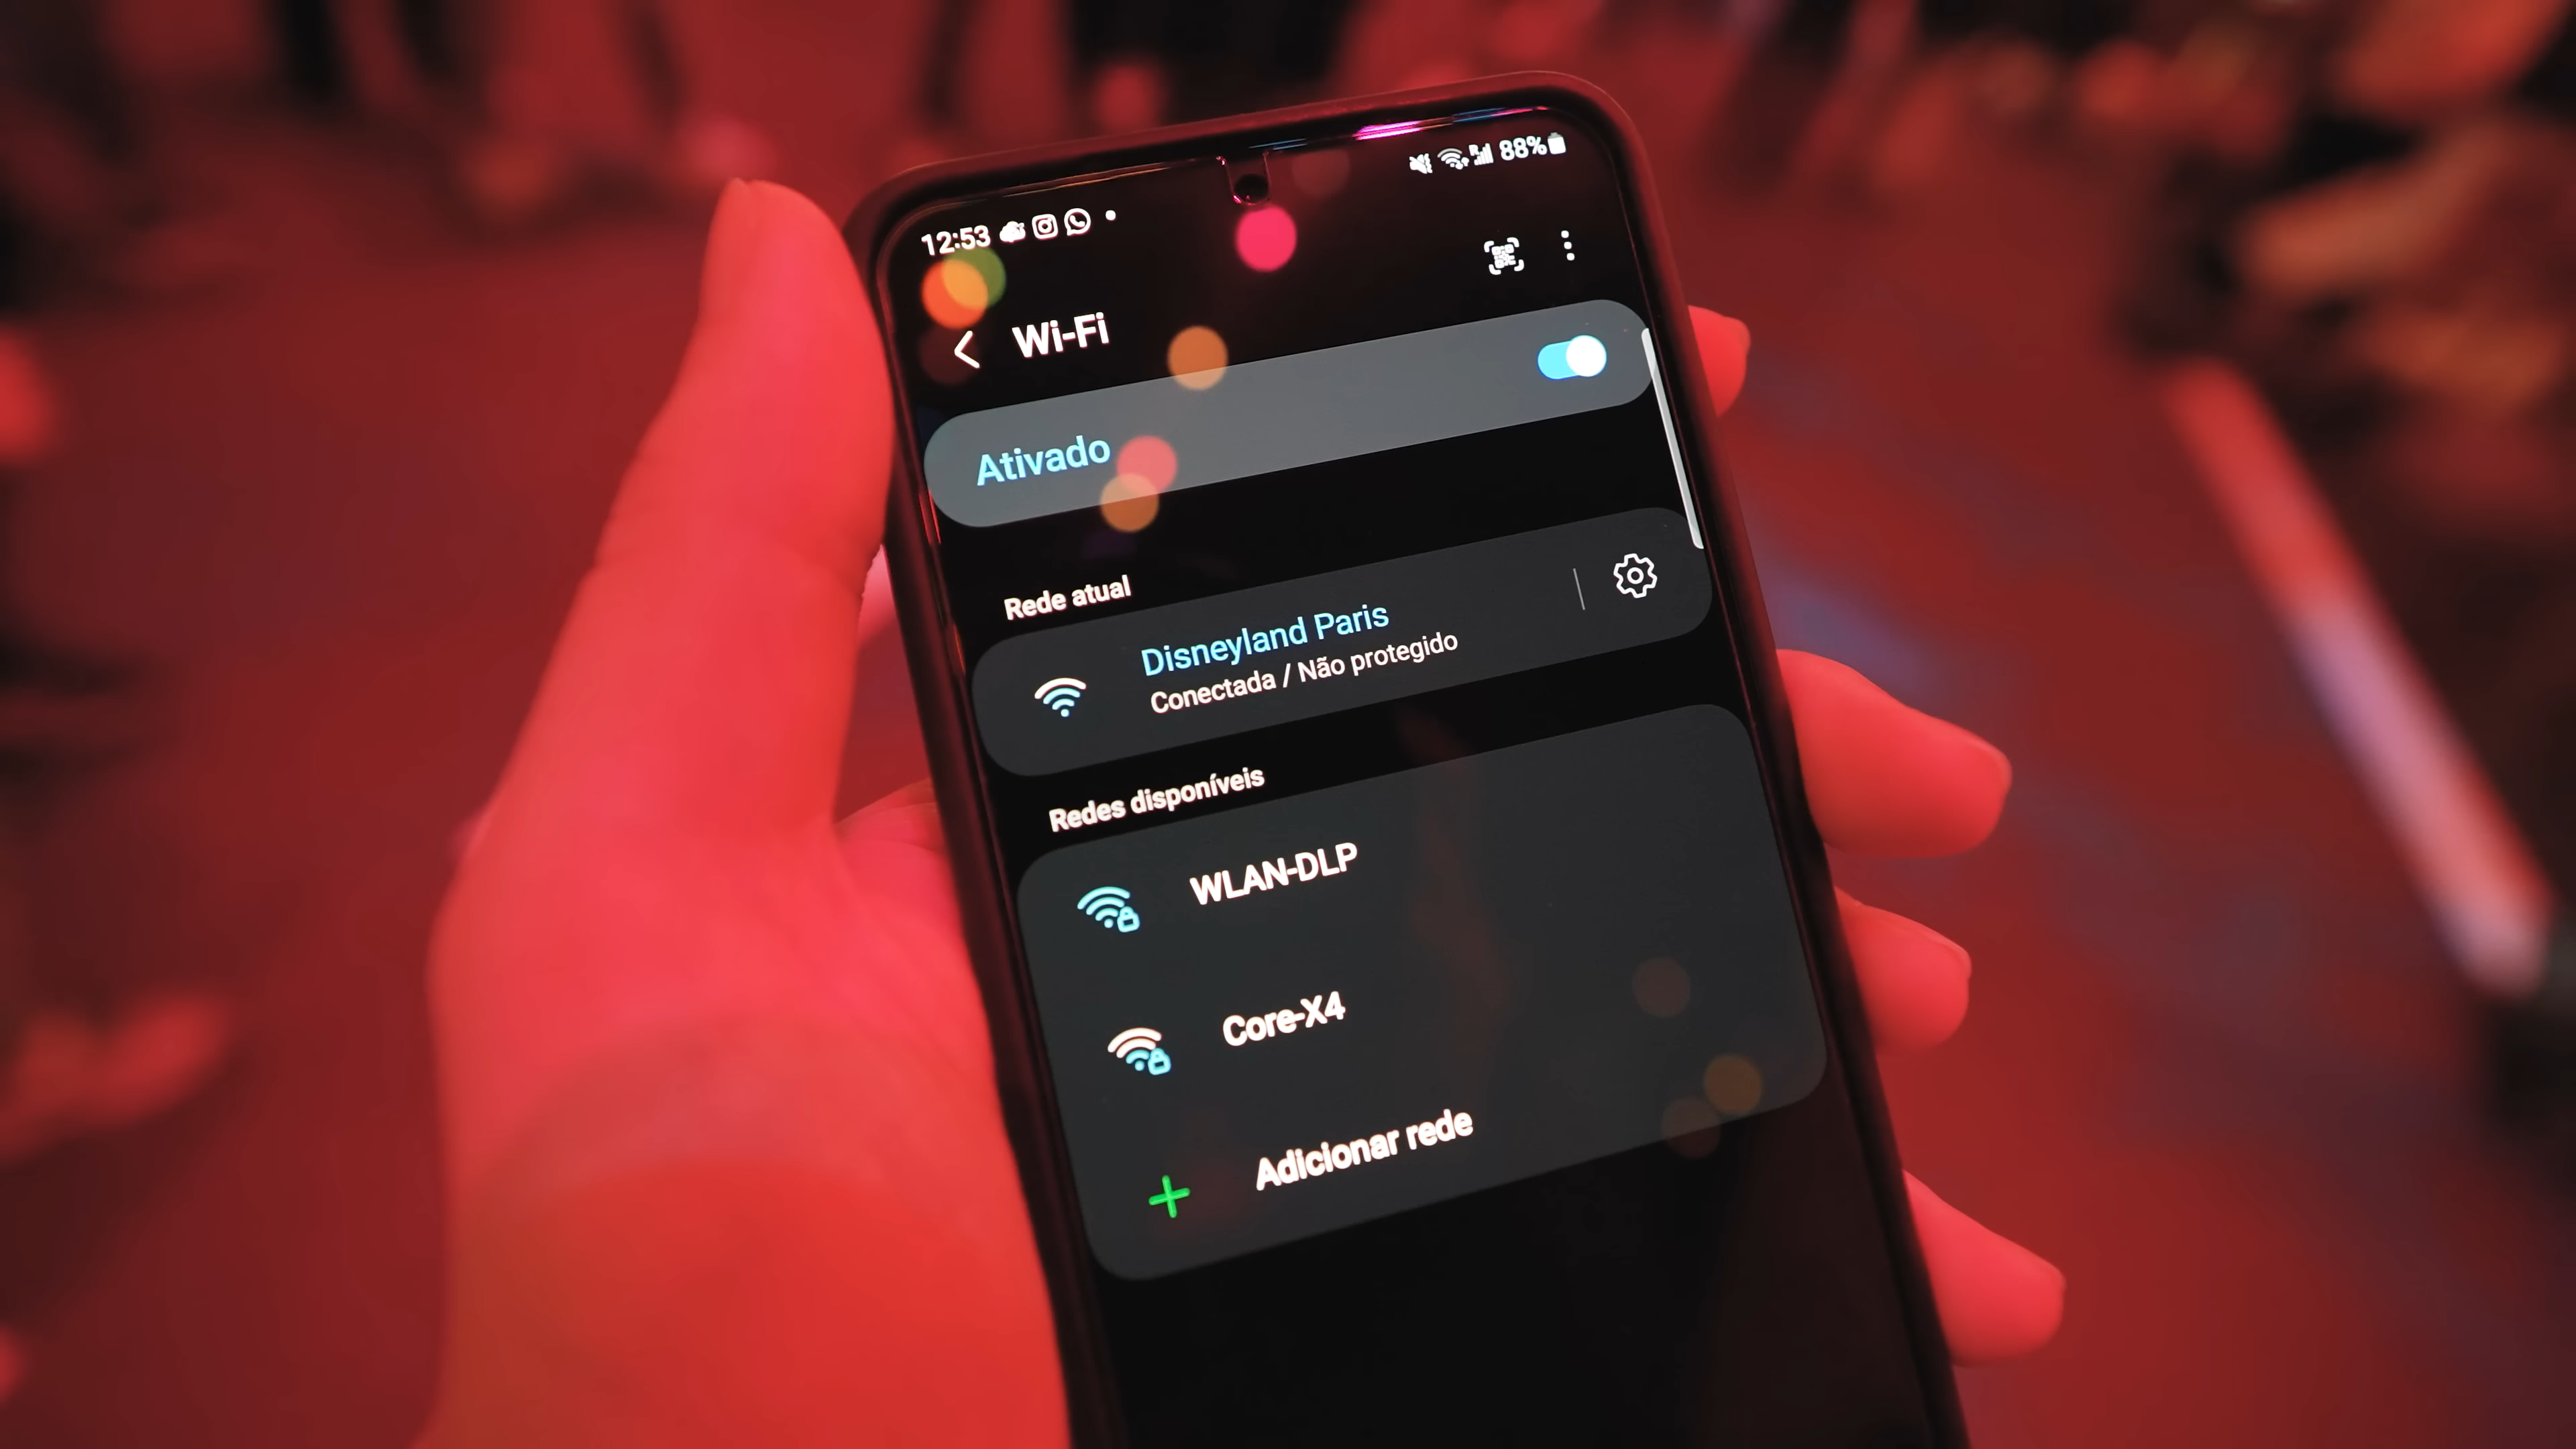 12:53
88%
Wi-Fi
Ativado
Rede atual
Disneyland Paris
Conectada / Não protegido
Redes disponíveis
WLAN-DLP
Core-X4
Adicionar rede